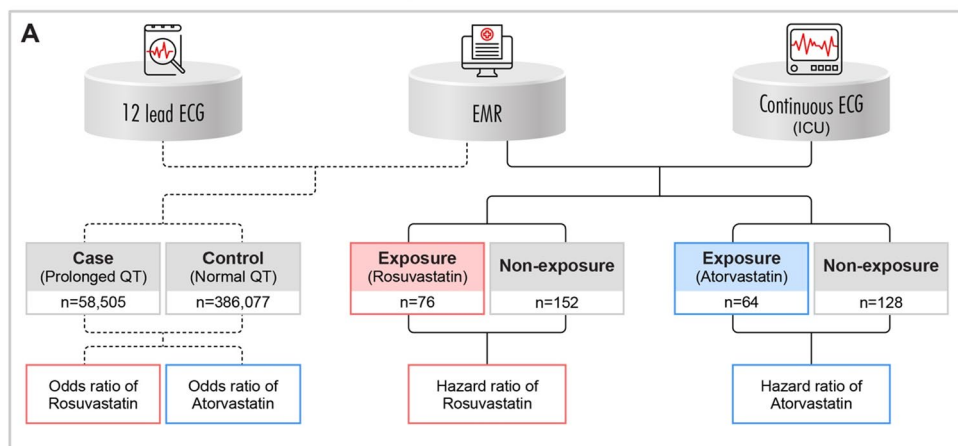 A
12 lead ECG
EMR
Continuous ECG
(ICU)
Case
(Prolonged QT)
n=58,505
Control
(Normal QT)
n=386,077
Exposure
(Rosuvastatin)
n=76
Non-exposure
n=152
Exposure
(Atorvastatin)
n=64
Non-exposure
n=128
Odds ratio of
Rosuvastatin
Odds ratio of
Atorvastatin
Hazard ratio of
Rosuvastatin
Hazard ratio of
Atorvastatin